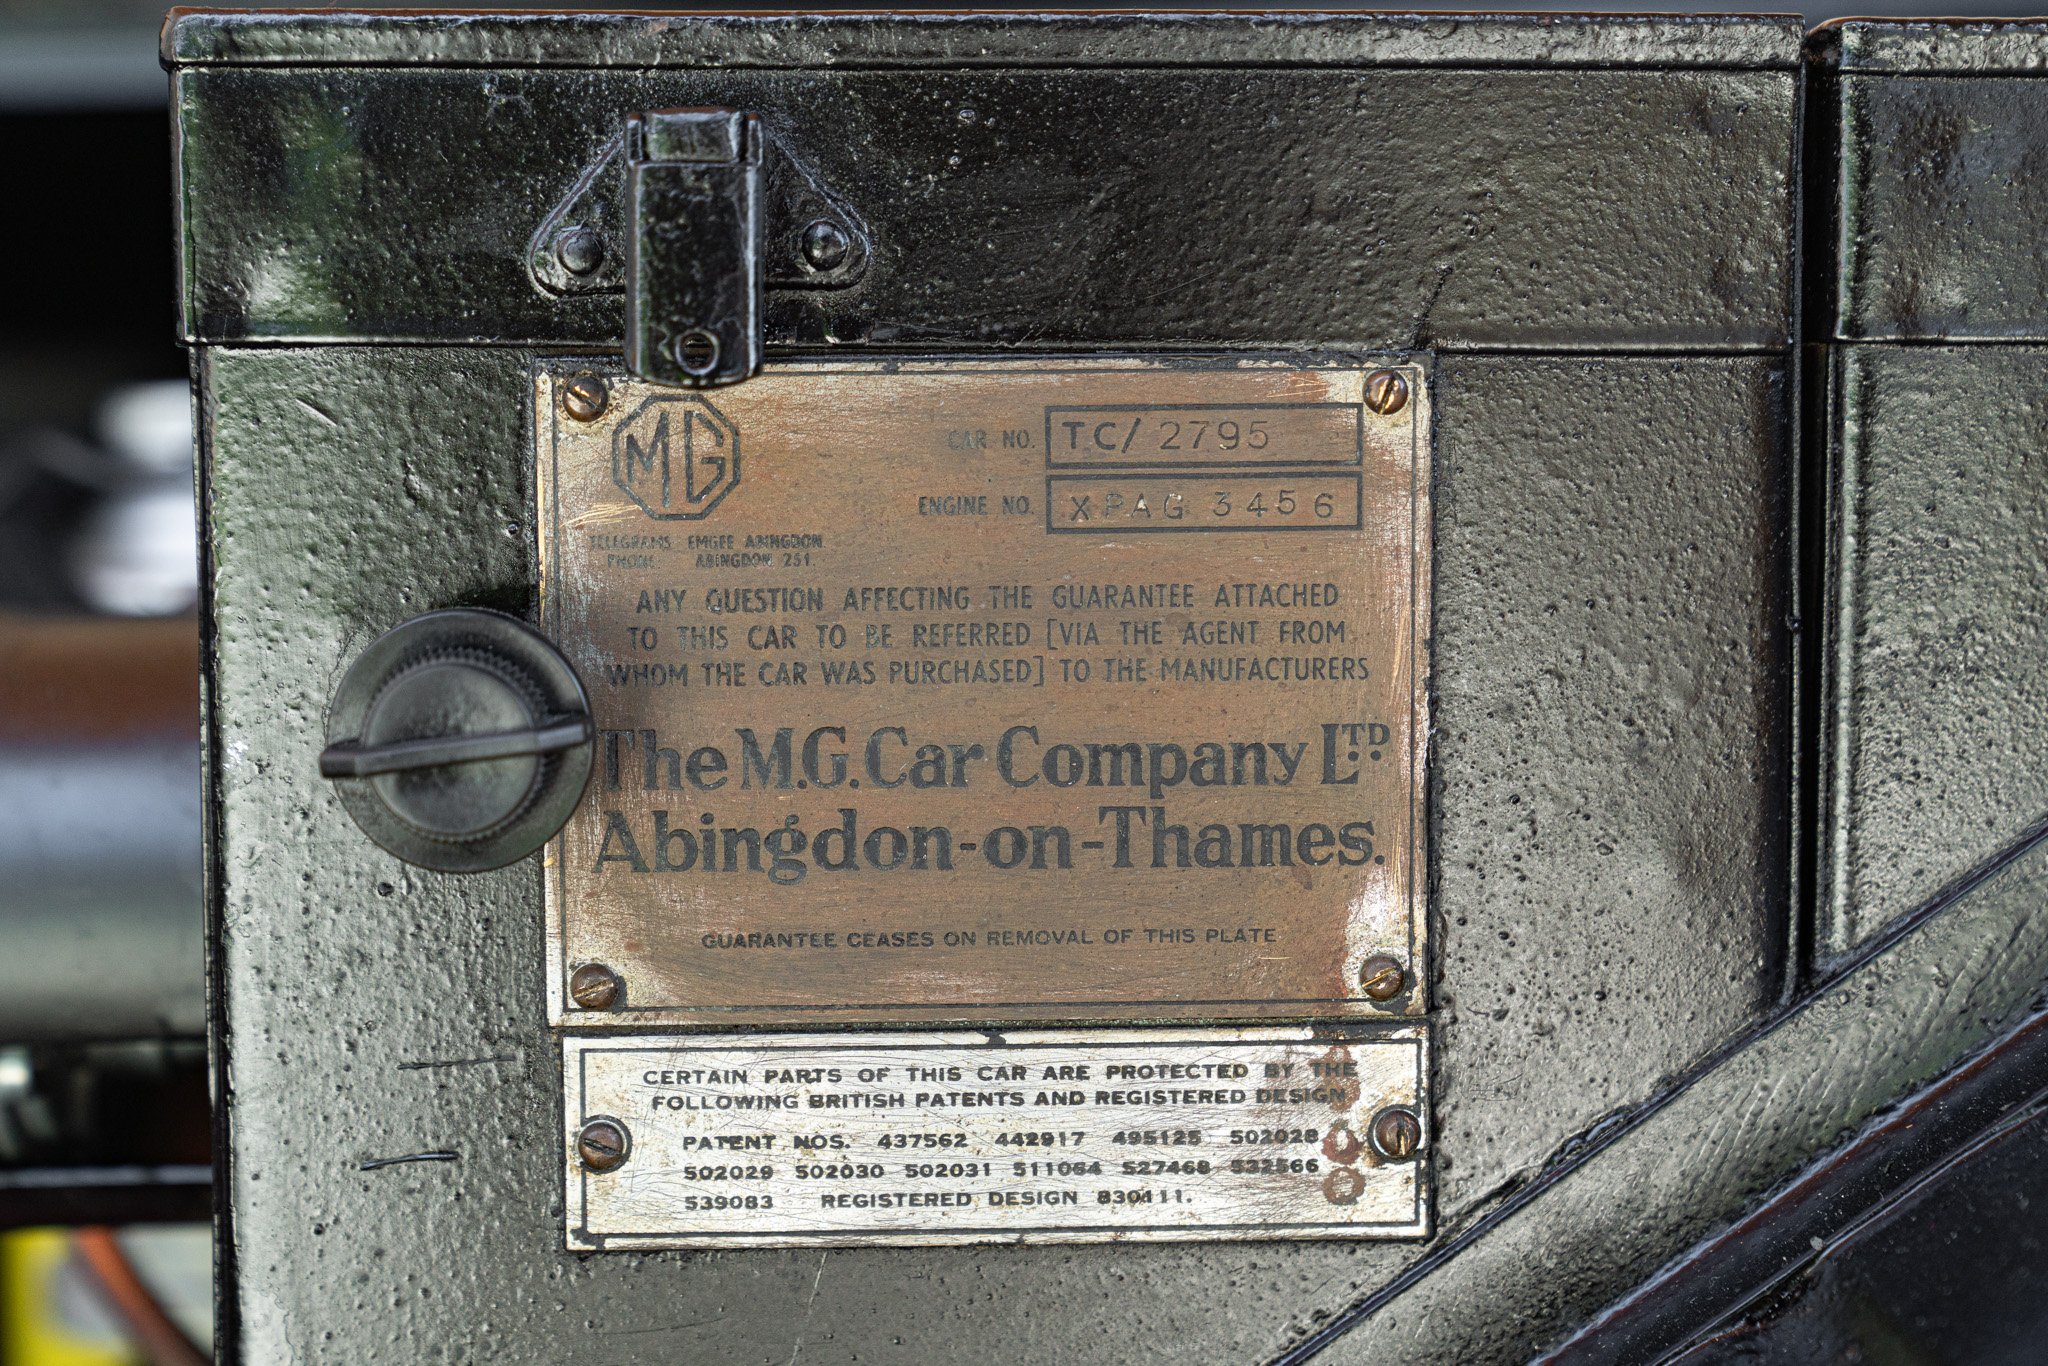 MG
CAR NO. TC/ 2795
ENGINE NO. XPAG 3456
TELEGRAMS EMGEE ABINGDON.
PHONE ABINGDON 251.
ANY QUESTION AFFECTING THE GUARANTEE ATTACHED
TO THIS CAR TO BE REFERRED [VIA THE AGENT FROM
WHOM THE CAR WAS PURCHASED] TO THE MANUFACTURERS
The M.G. Car Company LTD
Abingdon-on-Thames.
GUARANTEE CEASES ON REMOVAL OF THIS PLATE
CERTAIN PARTS OF THIS CAR ARE PROTECTED BY THE
FOLLOWING BRITISH PATENTS AND REGISTERED DESIGN
PATENT NOS. 437562 442917 495125 502028
502029 502030 502031 511064 527468 532566
539083 REGISTERED DESIGN 830411.